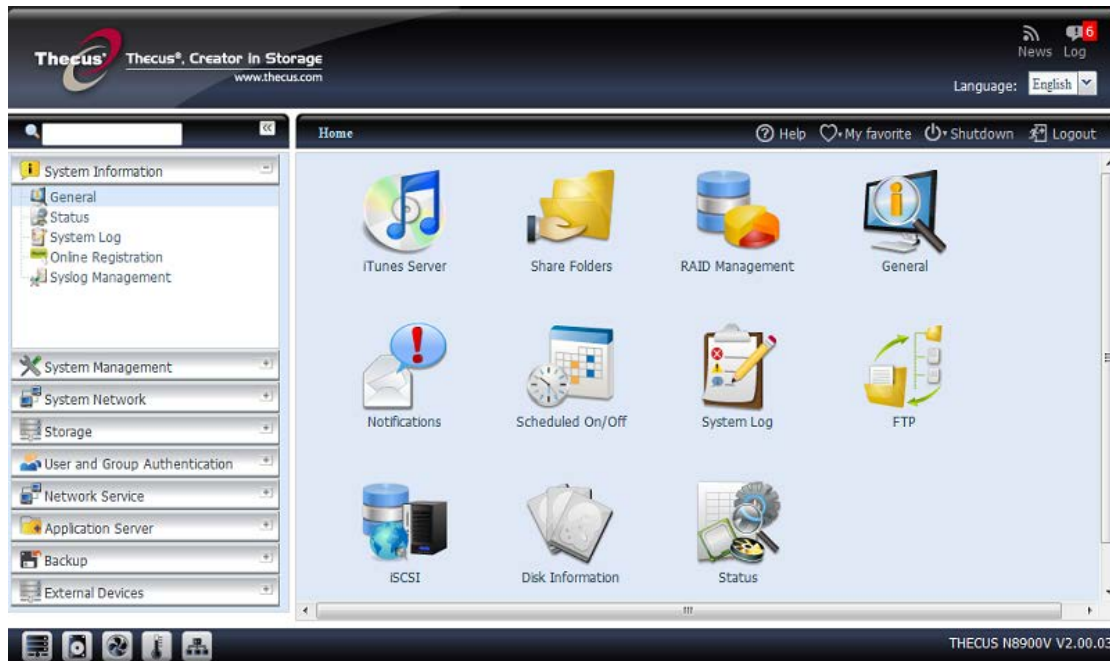 Thecus® Thecus®, Creator in Storage
www.thecus.com
6
News Log
Language: English
Home Help My favorite Shutdown Logout
System Information
General
Status
System Log
Online Registration
Syslog Management
System Management
System Network
Storage
User and Group Authentication
Network Service
Application Server
Backup
External Devices
iTunes Server Share Folders RAID Management General
Notifications Scheduled On/Off System Log FTP
iSCSI Disk Information Status
THECUS N8900V V2.00.03